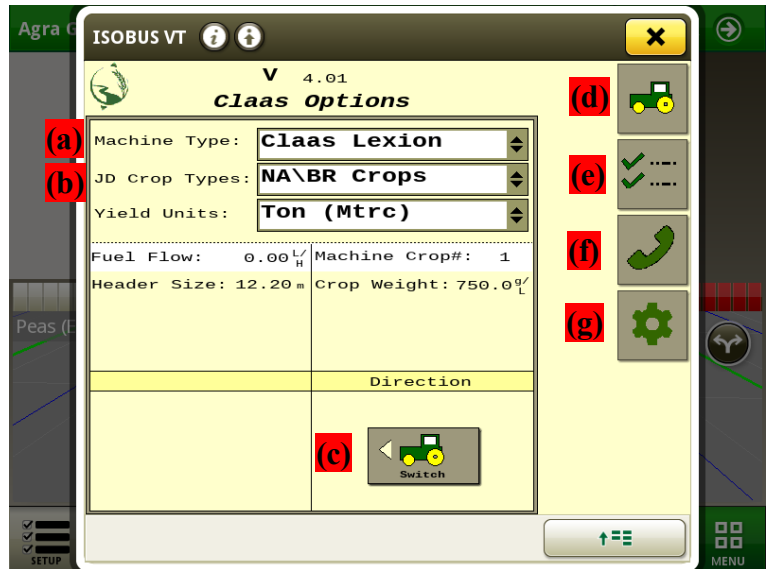 Agra G
ISOBUS VT
V 4.01
Claas Options
(a) Machine Type: Claas Lexion
(b) JD Crop Types: NA\BR Crops
Yield Units: Ton (Mtrc)
Fuel Flow: 0.00 L/H Machine Crop#: 1
Header Size: 12.20 m Crop Weight: 750.0 g/L
Direction
(c) Switch
(d)
(e)
(f)
(g)
Peas (E
SETUP
MENU